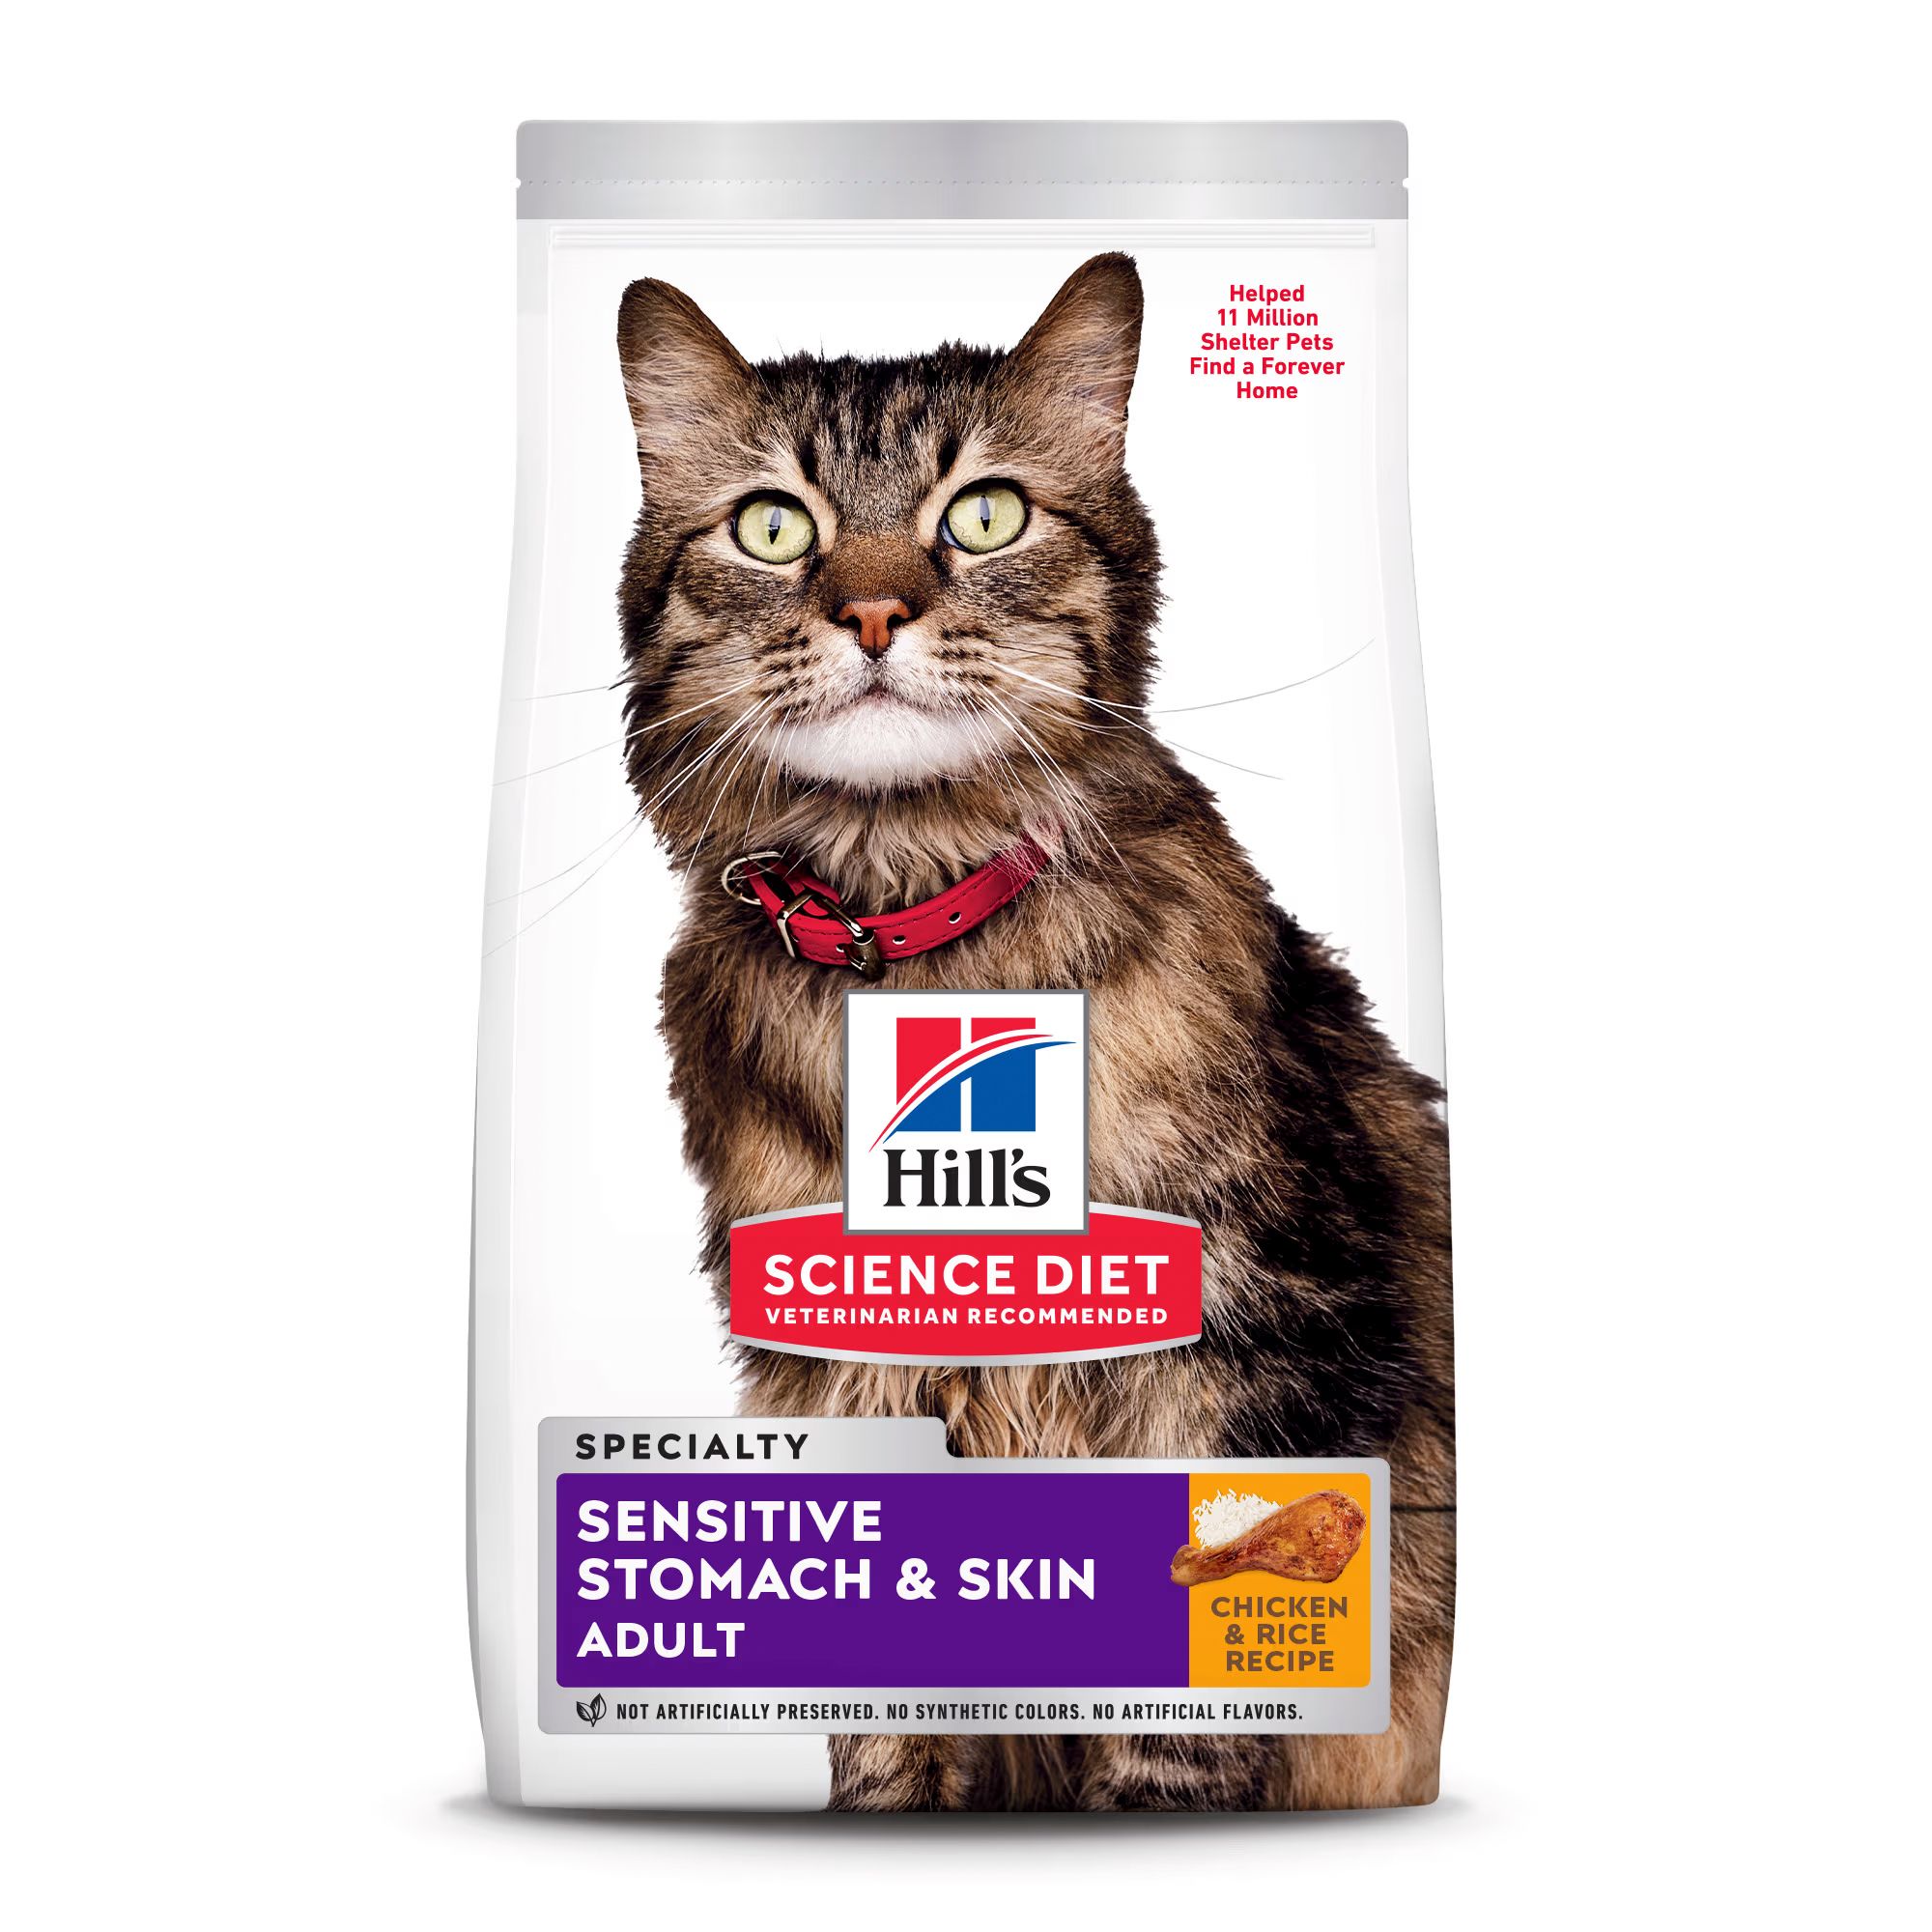 Helped
11 Million
Shelter Pets
Find a Forever
Home
Hill's
SCIENCE DIET
VETERINARIAN RECOMMENDED
SPECIALTY
SENSITIVE
STOMACH & SKIN
ADULT
CHICKEN
& RICE
RECIPE
NOT ARTIFICIALLY PRESERVED. NO SYNTHETIC COLORS. NO ARTIFICIAL FLAVORS.